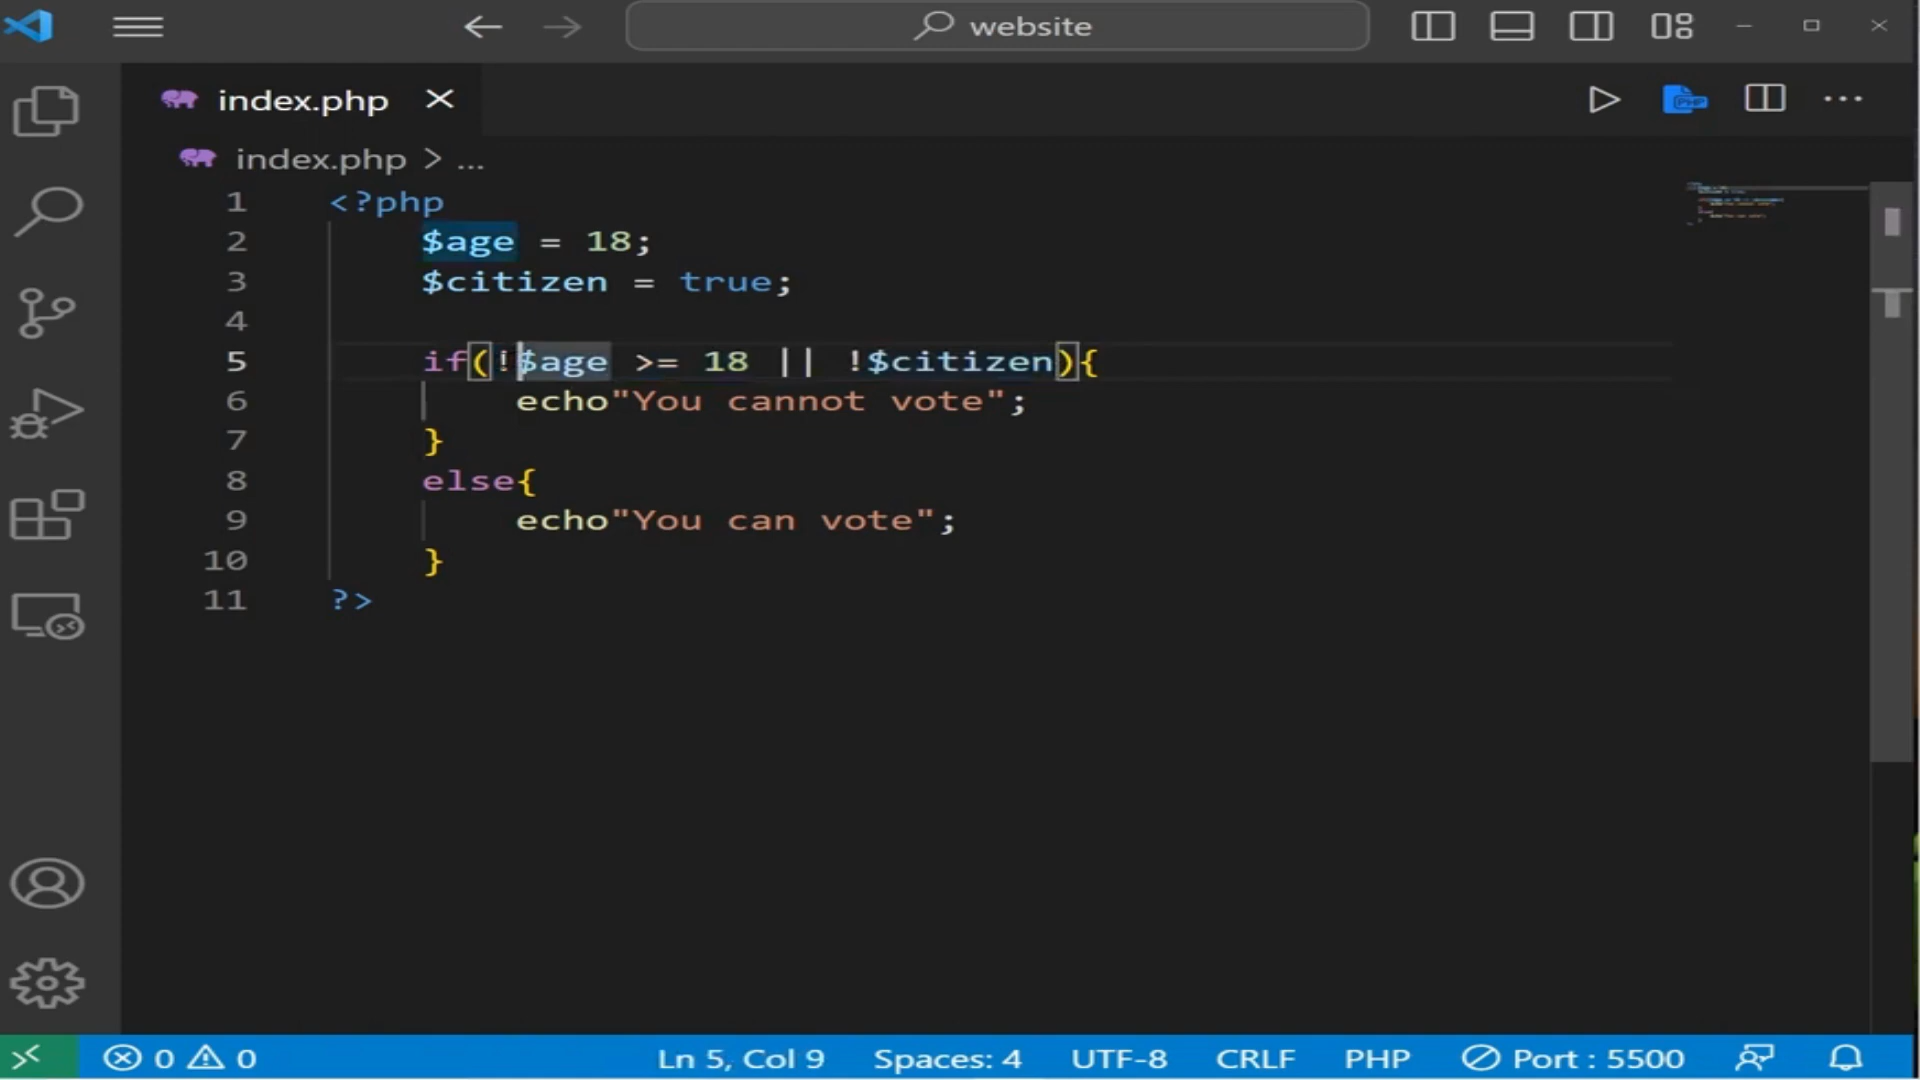 website
index.php
index.php > ...
1 <?php
2 $age = 18;
3 $citizen = true;
4
5 if(!$age >= 18 || !$citizen){
6 echo"You cannot vote";
7 }
8 else{
9 echo"You can vote";
10 }
11 ?>
0 0 Ln 5, Col 9 Spaces: 4 UTF-8 CRLF PHP Port : 5500